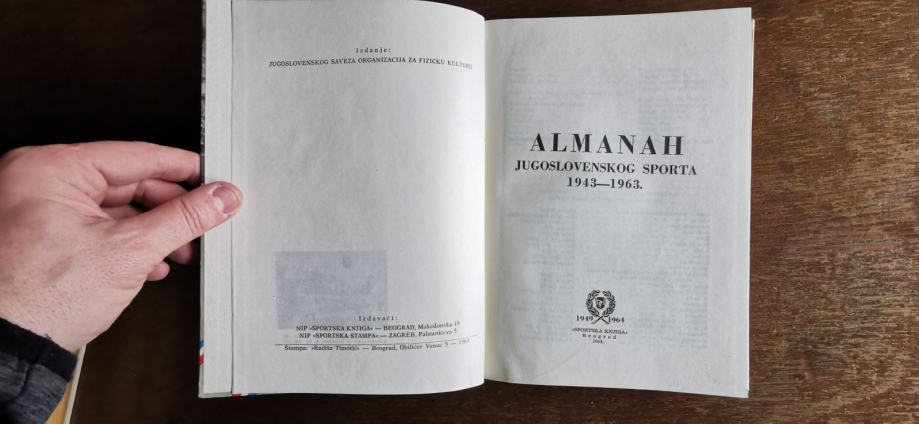 Izdanje:
JUGOSLOVENSKOG SAVEZA ORGANIZACIJA ZA FIZIČKU KULTURU
Izdavači:
NIP »SPORTSKA KNJIGA« — BEOGRAD, Makedonska 19
NIP »SPORTSKA ŠTAMPA« — ZAGREB, Palmotićeva 5
Štampa: »Radiša Timotić« — Beograd, Obilićev Venac 5 — 1964
ALMANAH
JUGOSLOVENSKOG SPORTA
1943—1963.
1949 1964
»SPORTSKA KNJIGA«
Beograd
1964.